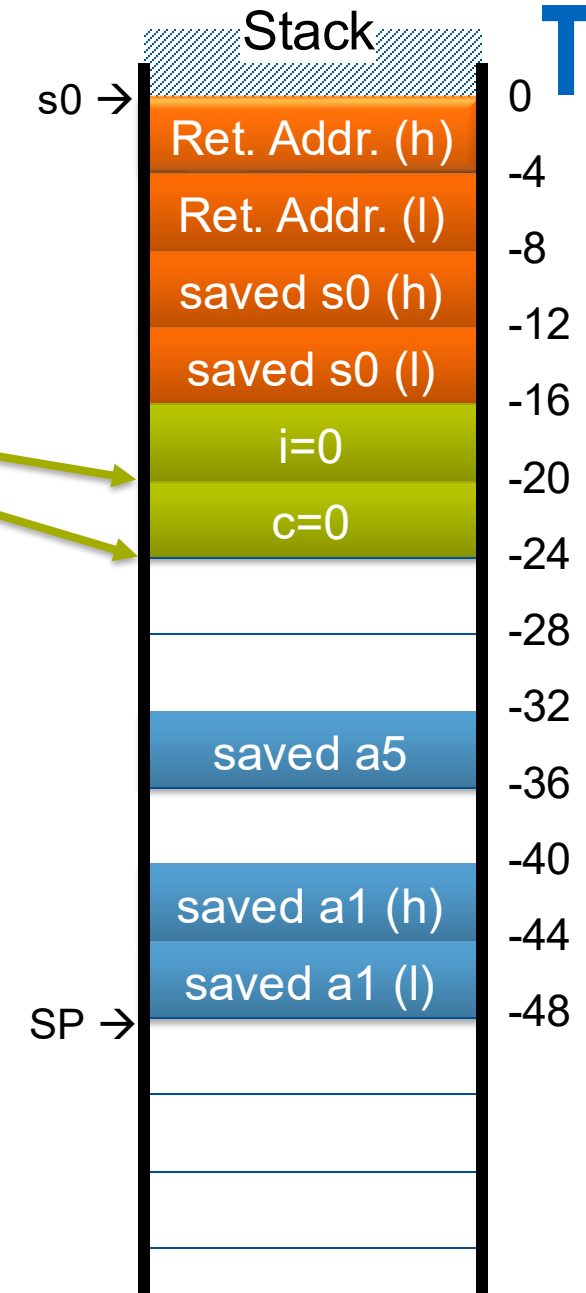 Stack
T
s0 →
0
Ret. Addr. (h)
-4
Ret. Addr. (l)
-8
saved s0 (h)
-12
saved s0 (l)
-16
i=0
-20
c=0
-24
-28
-32
saved a5
-36
-40
saved a1 (h)
-44
saved a1 (l)
-48
SP →